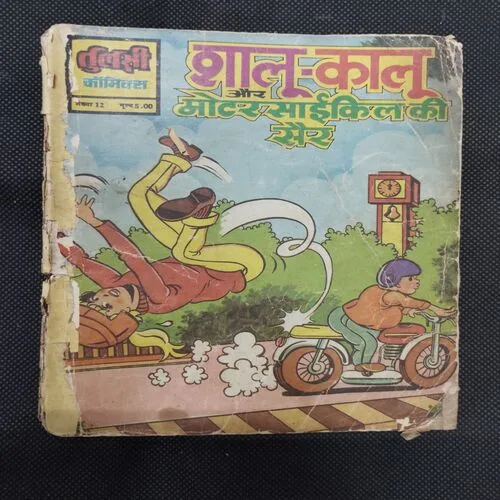 तुलसी
कॉमिक्स
संख्या 12 मूल्य 5.00
शालू-कालू
और
मोटर साईकिल की
सैर